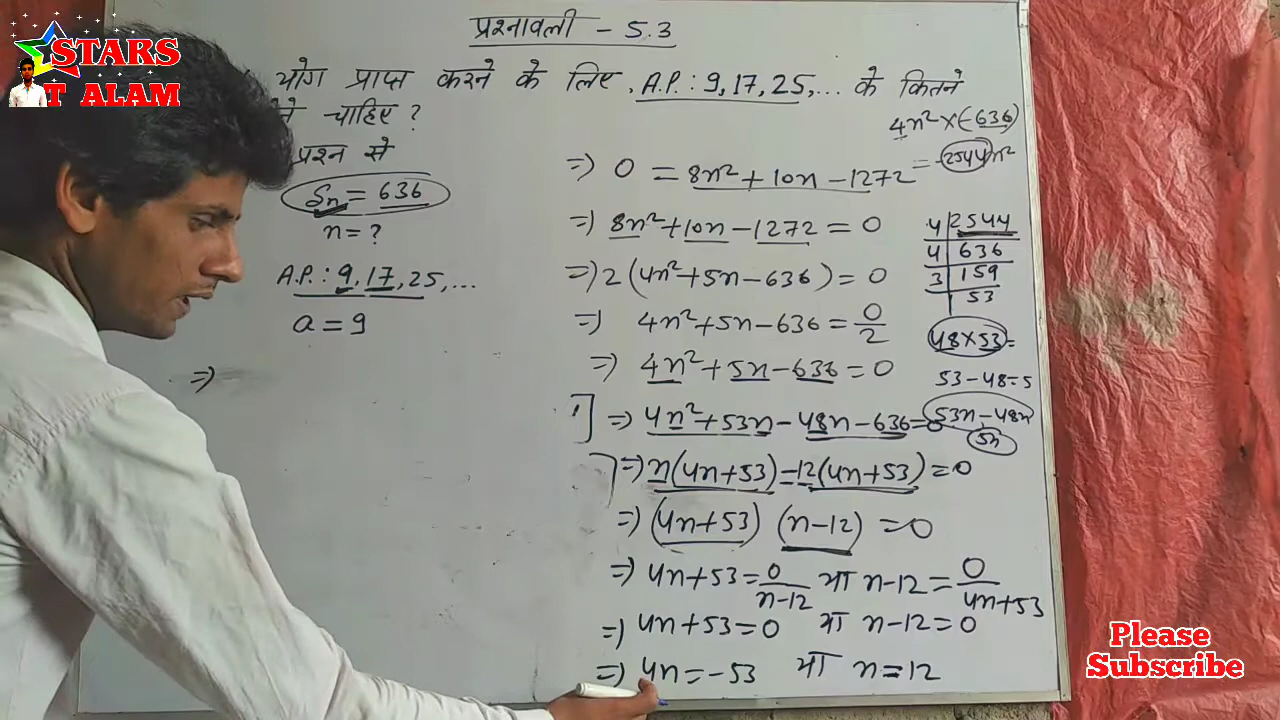 प्रश्नावली - 5.3
STARS
T ALAM
योग प्राप्त करने के लिए, A.P. : 9, 17, 25, ... के कितने
चाहिए ?
प्रश्न से
Sn = 636
n = ?
A.P. : 9, 17, 25, ...
a = 9
⇒
4n² × (-636)
= -2544n²
⇒ 0 = 8n² + 10n - 1272
⇒ 8n² + 10n - 1272 = 0
⇒ 2(4n² + 5n - 636) = 0
⇒ 4n² + 5n - 636 = 0/2
⇒ 4n² + 5n - 636 = 0
⇒ 4n² + 53n - 48n - 636 = 0
⇒ n(4n + 53) - 12(4n + 53) = 0
⇒ (4n + 53) (n - 12) = 0
⇒ 4n + 53 = 0/n-12 या n - 12 = 0/4n+53
⇒ 4n + 53 = 0 या n - 12 = 0
⇒ 4n = -53 या n = 12
4 | 2544
4 | 636
3 | 159
53
48 × 53 =
53 - 48 = 5
53n - 48n
5n
Please
Subscribe